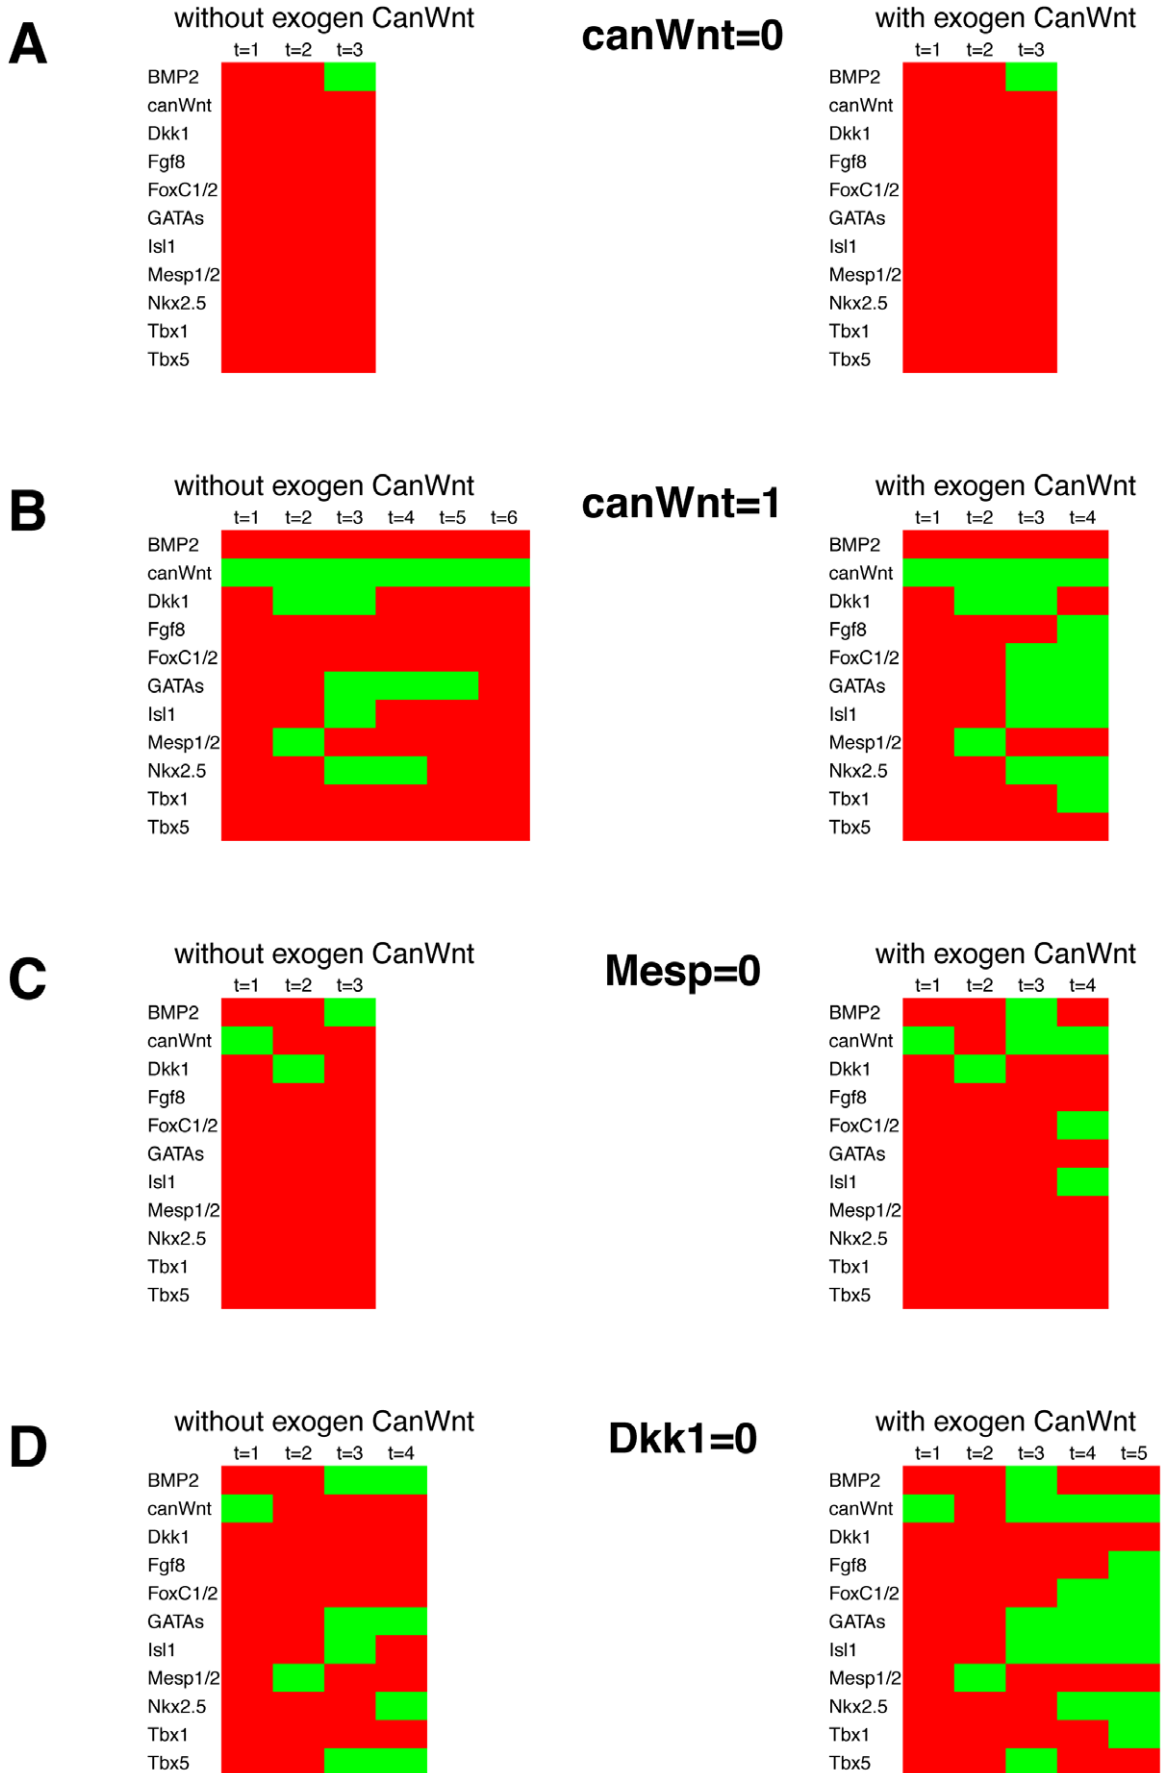 A
without exogen CanWnt
canWnt=0
with exogen CanWnt
t=1 t=2 t=3
t=1 t=2 t=3
BMP2
BMP2
canWnt
canWnt
Dkk1
Dkk1
Fgf8
Fgf8
FoxC1/2
FoxC1/2
GATAs
GATAs
Isl1
Isl1
Mesp1/2
Mesp1/2
Nkx2.5
Nkx2.5
Tbx1
Tbx1
Tbx5
Tbx5
B
without exogen CanWnt
canWnt=1
with exogen CanWnt
t=1 t=2 t=3 t=4 t=5 t=6
t=1 t=2 t=3 t=4
BMP2
BMP2
canWnt
canWnt
Dkk1
Dkk1
Fgf8
Fgf8
FoxC1/2
FoxC1/2
GATAs
GATAs
Isl1
Isl1
Mesp1/2
Mesp1/2
Nkx2.5
Nkx2.5
Tbx1
Tbx1
Tbx5
Tbx5
C
without exogen CanWnt
Mesp=0
with exogen CanWnt
t=1 t=2 t=3
t=1 t=2 t=3 t=4
BMP2
BMP2
canWnt
canWnt
Dkk1
Dkk1
Fgf8
Fgf8
FoxC1/2
FoxC1/2
GATAs
GATAs
Isl1
Isl1
Mesp1/2
Mesp1/2
Nkx2.5
Nkx2.5
Tbx1
Tbx1
Tbx5
Tbx5
D
without exogen CanWnt
Dkk1=0
with exogen CanWnt
t=1 t=2 t=3 t=4
t=1 t=2 t=3 t=4 t=5
BMP2
BMP2
canWnt
canWnt
Dkk1
Dkk1
Fgf8
Fgf8
FoxC1/2
FoxC1/2
GATAs
GATAs
Isl1
Isl1
Mesp1/2
Mesp1/2
Nkx2.5
Nkx2.5
Tbx1
Tbx1
Tbx5
Tbx5